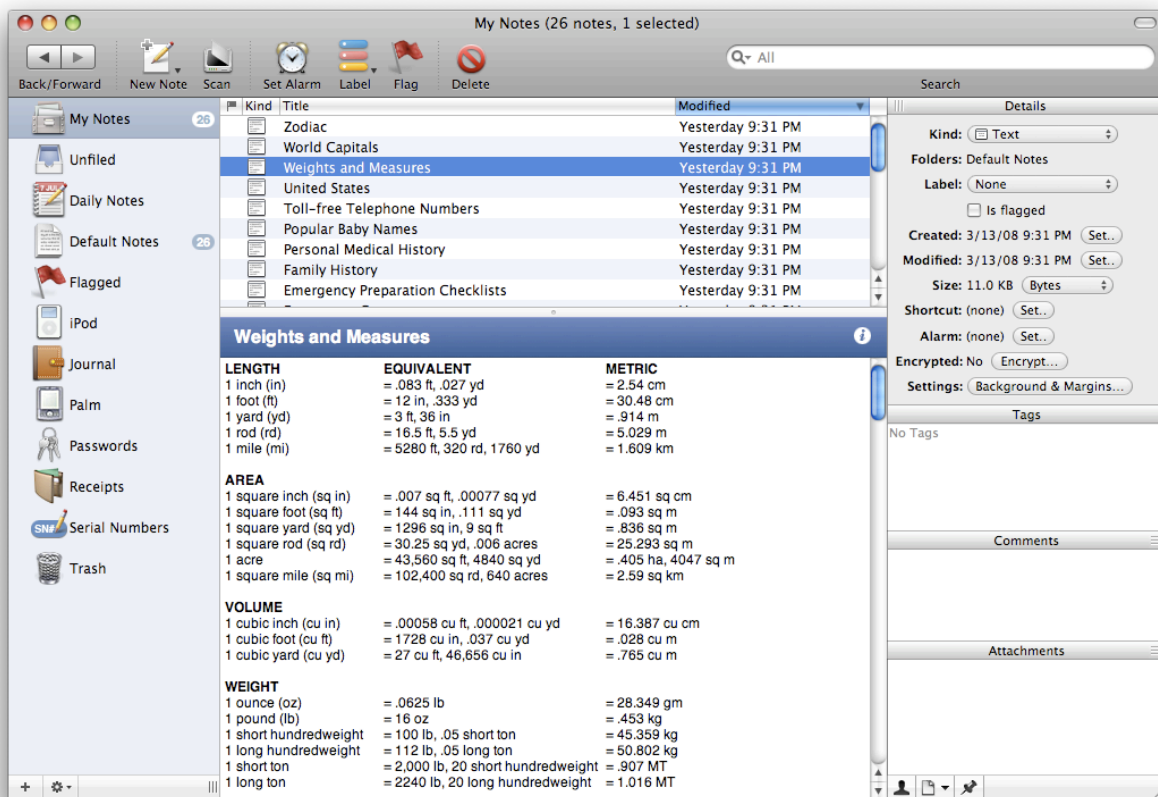 My Notes (26 notes, 1 selected)
All
Back/Forward New Note Scan Set Alarm Label Flag Delete Search
My Notes 26
Unfiled
Daily Notes
Default Notes 26
Flagged
iPod
Journal
Palm
Passwords
Receipts
SN# Serial Numbers
Trash
Kind Title Modified
Zodiac Yesterday 9:31 PM
World Capitals Yesterday 9:31 PM
Weights and Measures Yesterday 9:31 PM
United States Yesterday 9:31 PM
Toll-free Telephone Numbers Yesterday 9:31 PM
Popular Baby Names Yesterday 9:31 PM
Personal Medical History Yesterday 9:31 PM
Family History Yesterday 9:31 PM
Emergency Preparation Checklists Yesterday 9:31 PM
Weights and Measures
LENGTH EQUIVALENT METRIC
1 inch (in) = .083 ft, .027 yd = 2.54 cm
1 foot (ft) = 12 in, .333 yd = 30.48 cm
1 yard (yd) = 3 ft, 36 in = .914 m
1 rod (rd) = 16.5 ft, 5.5 yd = 5.029 m
1 mile (mi) = 5280 ft, 320 rd, 1760 yd = 1.609 km
AREA
1 square inch (sq in) = .007 sq ft, .00077 sq yd = 6.451 sq cm
1 square foot (sq ft) = 144 sq in, .111 sq yd = .093 sq m
1 square yard (sq yd) = 1296 sq in, 9 sq ft = .836 sq m
1 square rod (sq rd) = 30.25 sq yd, .006 acres = 25.293 sq m
1 acre = 43,560 sq ft, 4840 sq yd = .405 ha, 4047 sq m
1 square mile (sq mi) = 102,400 sq rd, 640 acres = 2.59 sq km
VOLUME
1 cubic inch (cu in) = .00058 cu ft, .000021 cu yd = 16.387 cu cm
1 cubic foot (cu ft) = 1728 cu in, .037 cu yd = .028 cu m
1 cubic yard (cu yd) = 27 cu ft, 46,656 cu in = .765 cu m
WEIGHT
1 ounce (oz) = .0625 lb = 28.349 gm
1 pound (lb) = 16 oz = .453 kg
1 short hundredweight = 100 lb, .05 short ton = 45.359 kg
1 long hundredweight = 112 lb, .05 long ton = 50.802 kg
1 short ton = 2,000 lb, 20 short hundredweight = .907 MT
1 long ton = 2240 lb, 20 long hundredweight = 1.016 MT
Details
Kind: Text
Folders: Default Notes
Label: None
Is flagged
Created: 3/13/08 9:31 PM Set..
Modified: 3/13/08 9:31 PM Set..
Size: 11.0 KB Bytes
Shortcut: (none) Set..
Alarm: (none) Set..
Encrypted: No Encrypt...
Settings: Background & Margins...
Tags
No Tags
Comments
Attachments